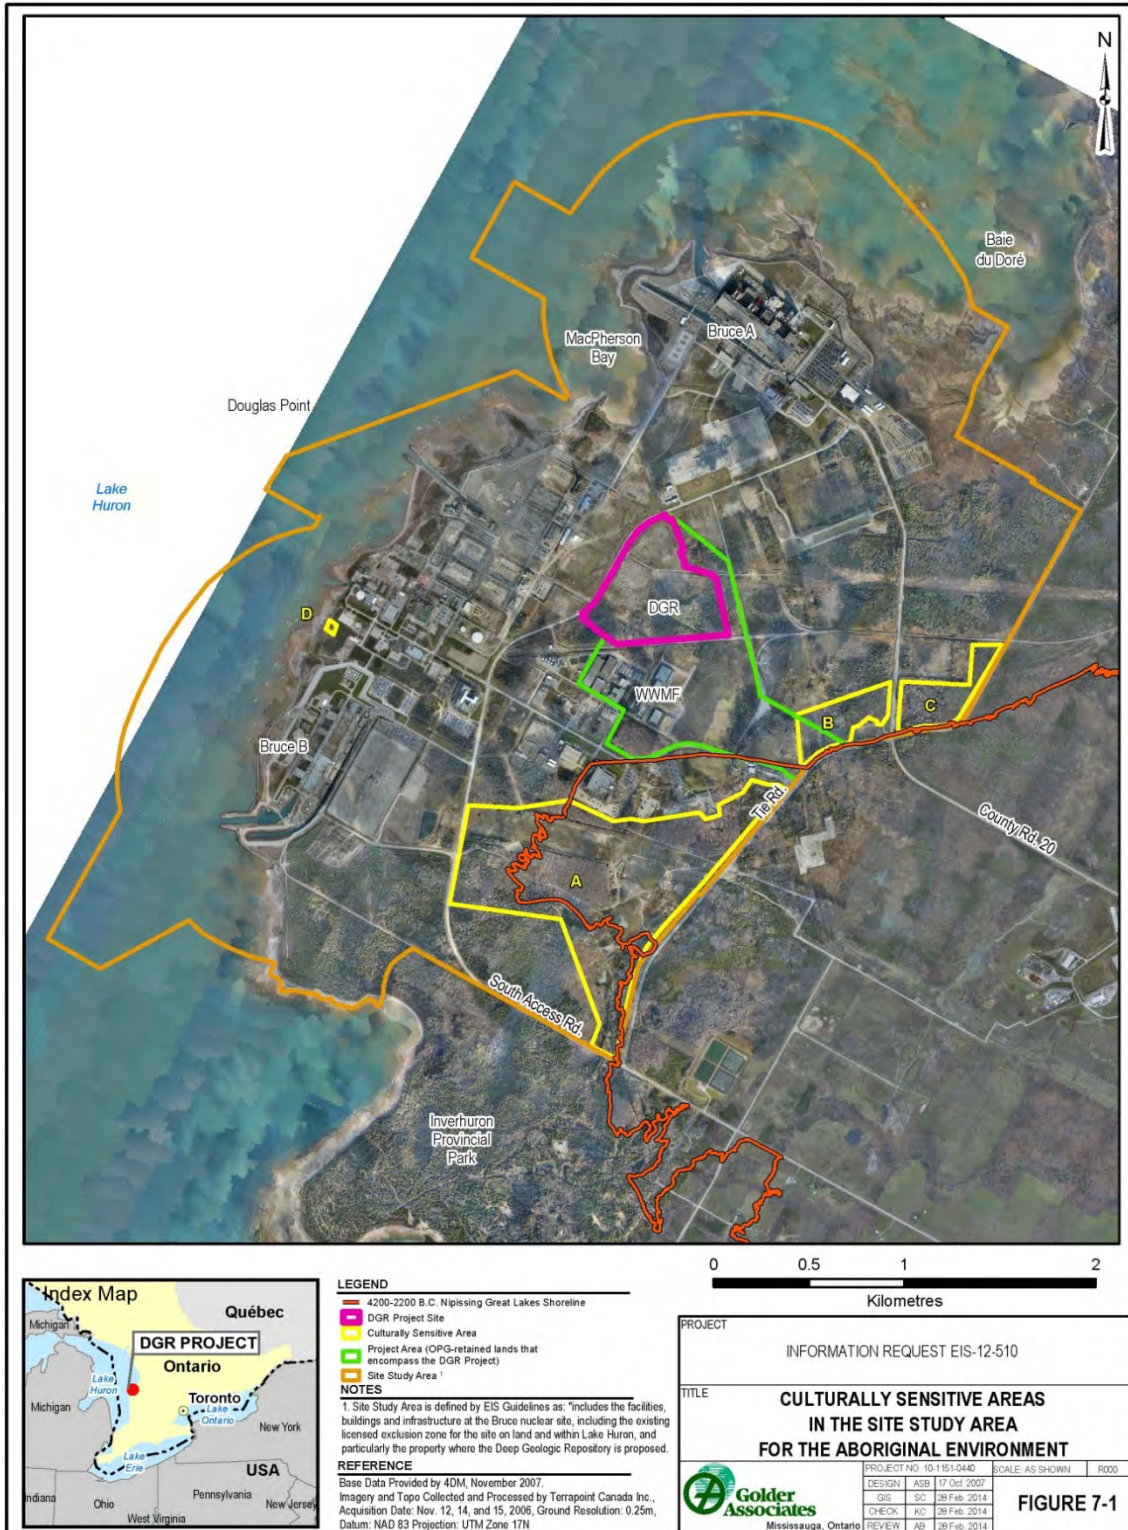 N
Baie
du Doré
Bruce A
MacPherson
Bay
Douglas Point
Lake
Huron
DGR
D
WWMF
B
C
Bruce B
Tie Rd.
County Rd. 20
A
South Access Rd.
Inverhuron
Provincial
Park
0 0.5 1 2
Kilometres
Index Map
Michigan
Québec
DGR PROJECT
Ontario
Lake
Huron
Toronto
Lake
Ontario
Michigan
New York
Lake
Erie
USA
Pennsylvania
Indiana
Ohio
New Jersey
West Virginia
LEGEND
4200-2200 B.C. Nipissing Great Lakes Shoreline
DGR Project Site
Culturally Sensitive Area
Project Area (OPG-retained lands that
encompass the DGR Project)
Site Study Area ¹
NOTES
1. Site Study Area is defined by EIS Guidelines as: "includes the facilities,
buildings and infrastructure at the Bruce nuclear site, including the existing
licensed exclusion zone for the site on land and within Lake Huron, and
particularly the property where the Deep Geologic Repository is proposed.
REFERENCE
Base Data Provided by 4DM, November 2007.
Imagery and Topo Collected and Processed by Terrapoint Canada Inc.,
Acquisition Date: Nov. 12, 14, and 15, 2006, Ground Resolution: 0.25m,
Datum: NAD 83 Projection: UTM Zone 17N
PROJECT
INFORMATION REQUEST EIS-12-510
TITLE
CULTURALLY SENSITIVE AREAS
IN THE SITE STUDY AREA
FOR THE ABORIGINAL ENVIRONMENT
Golder
Associates
Mississauga, Ontario
PROJECT NO. 10-1151-0440 SCALE: AS SHOWN R000
DESIGN ASB 17 Oct. 2007
GIS SC 28 Feb. 2014
CHECK KC 28 Feb. 2014
REVIEW AB 28 Feb. 2014
FIGURE 7-1